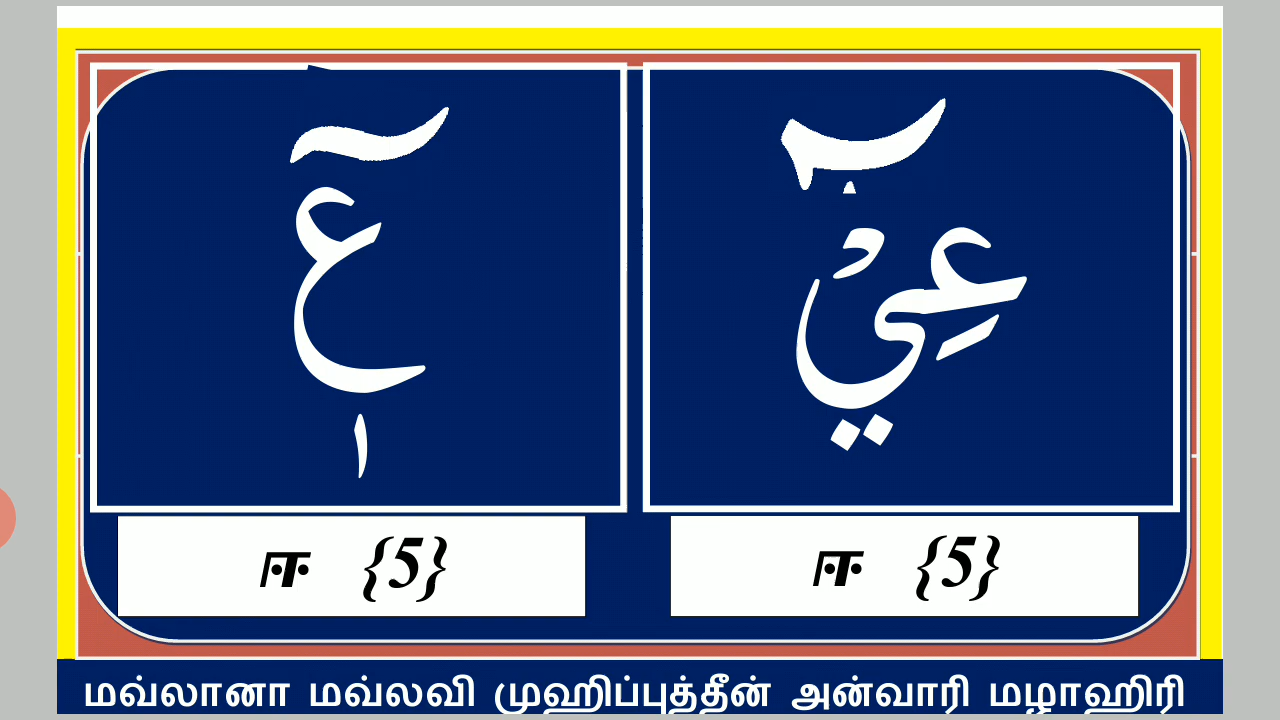 عٖٓ عِيْٓ
ஈ {5} ஈ {5}
மவ்லானா மவ்லவி முஹிப்புத்தீன் அன்வாரி மழாஹிரி